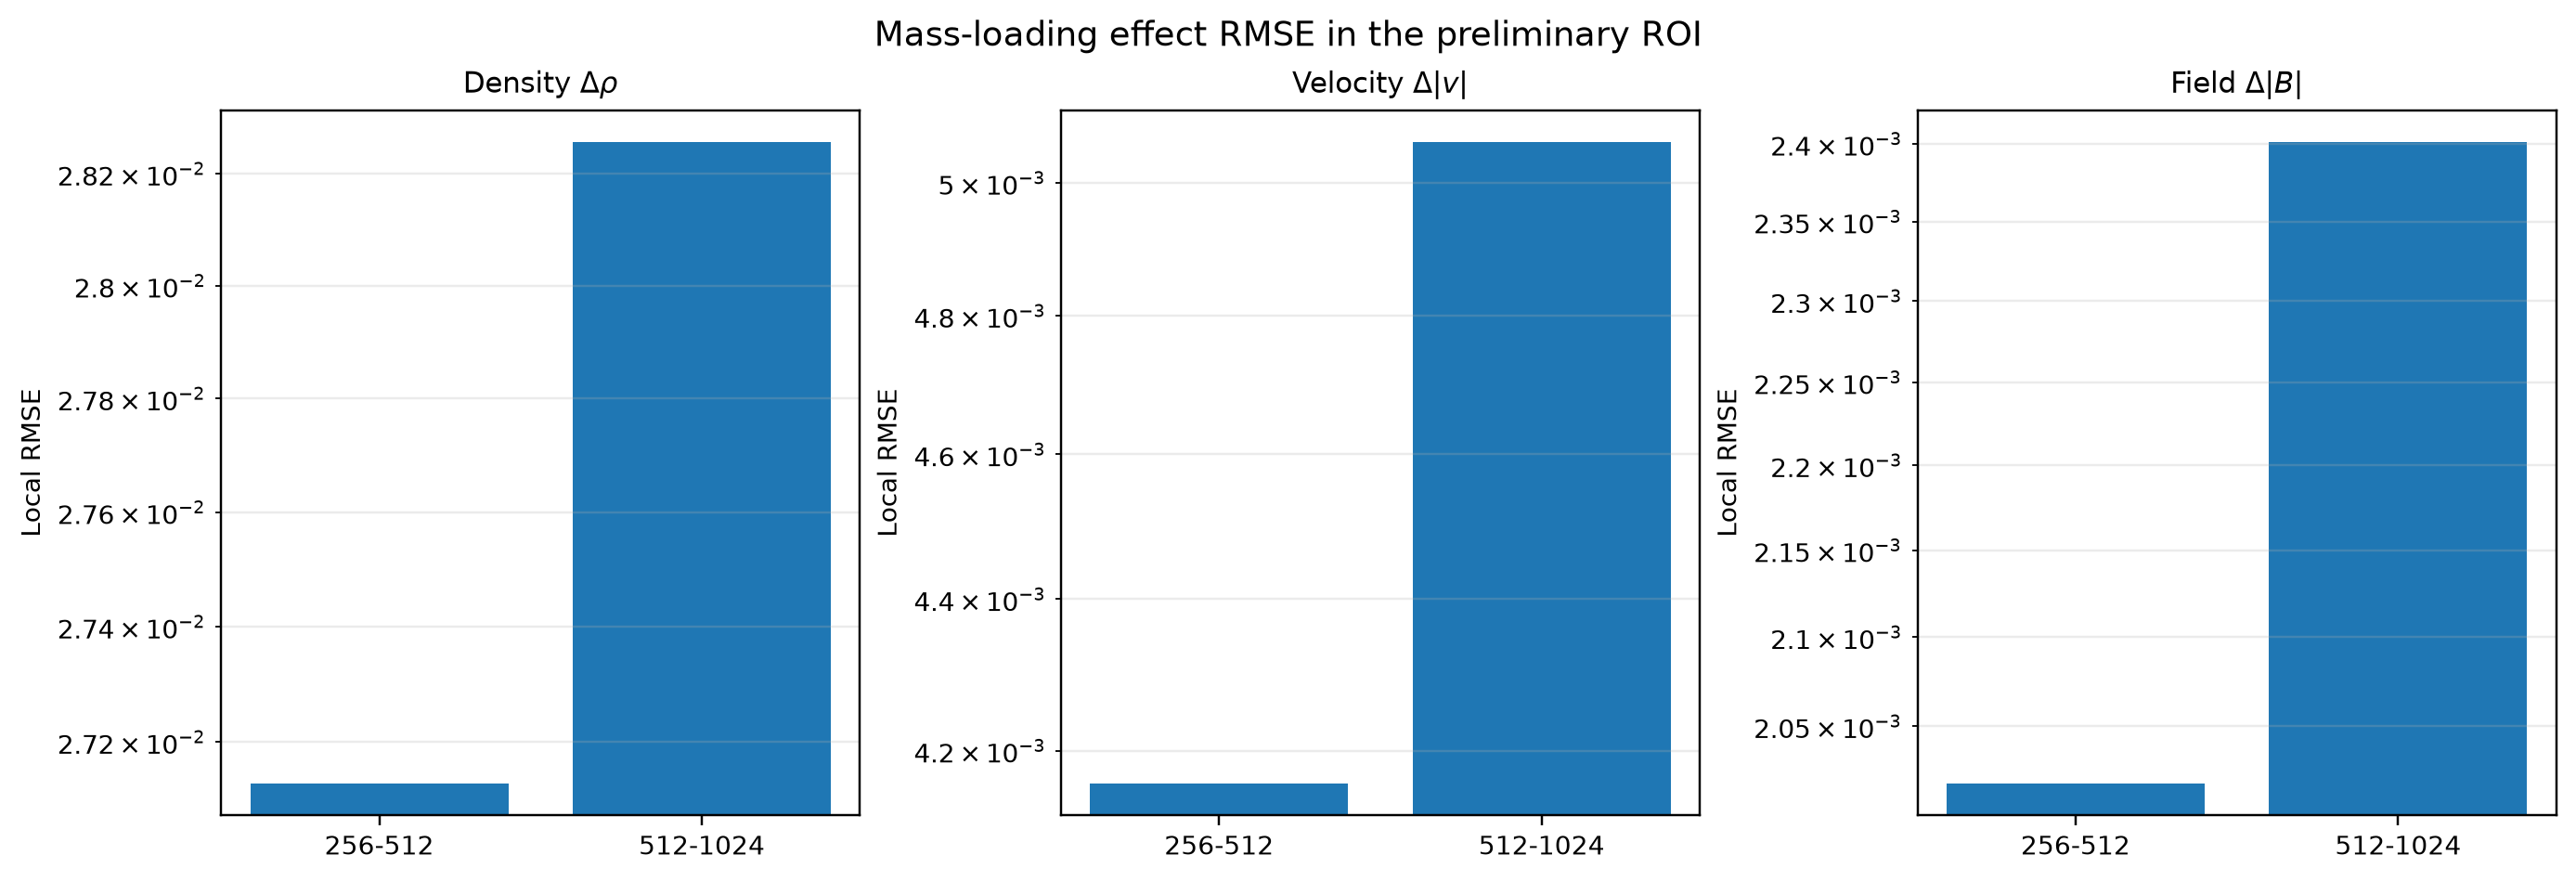 Mass-loading effect RMSE in the preliminary ROI
Density Δρ
Local RMSE
2.82 × 10⁻²
2.8 × 10⁻²
2.78 × 10⁻²
2.76 × 10⁻²
2.74 × 10⁻²
2.72 × 10⁻²
256-512
512-1024
Velocity Δ|v|
Local RMSE
5 × 10⁻³
4.8 × 10⁻³
4.6 × 10⁻³
4.4 × 10⁻³
4.2 × 10⁻³
256-512
512-1024
Field Δ|B|
Local RMSE
2.4 × 10⁻³
2.35 × 10⁻³
2.3 × 10⁻³
2.25 × 10⁻³
2.2 × 10⁻³
2.15 × 10⁻³
2.1 × 10⁻³
2.05 × 10⁻³
256-512
512-1024